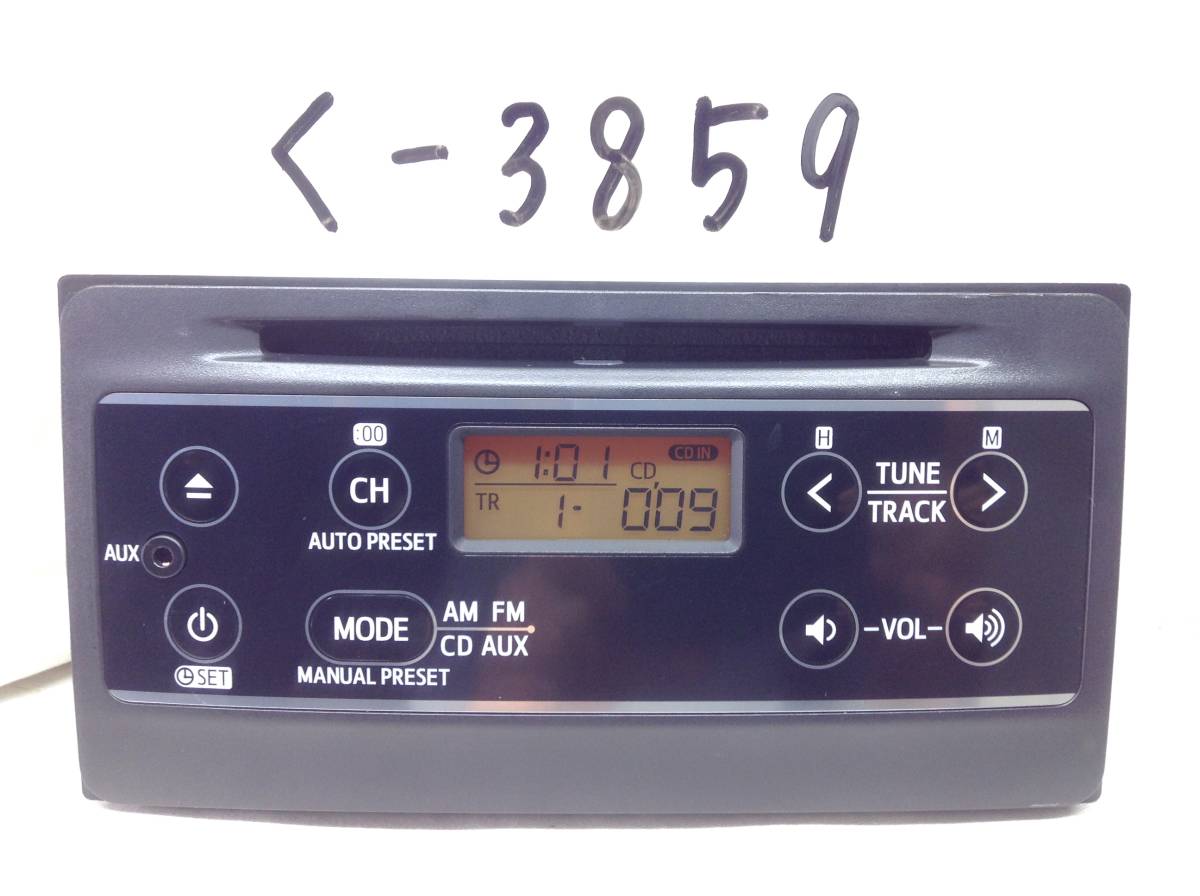 く-3859
:00
CH
AUTO PRESET
1:01 CD CD IN
TR 1- 0'09
H M
< TUNE >
TRACK
AUX
MODE
AM FM
CD AUX
MANUAL PRESET
SET
-VOL-